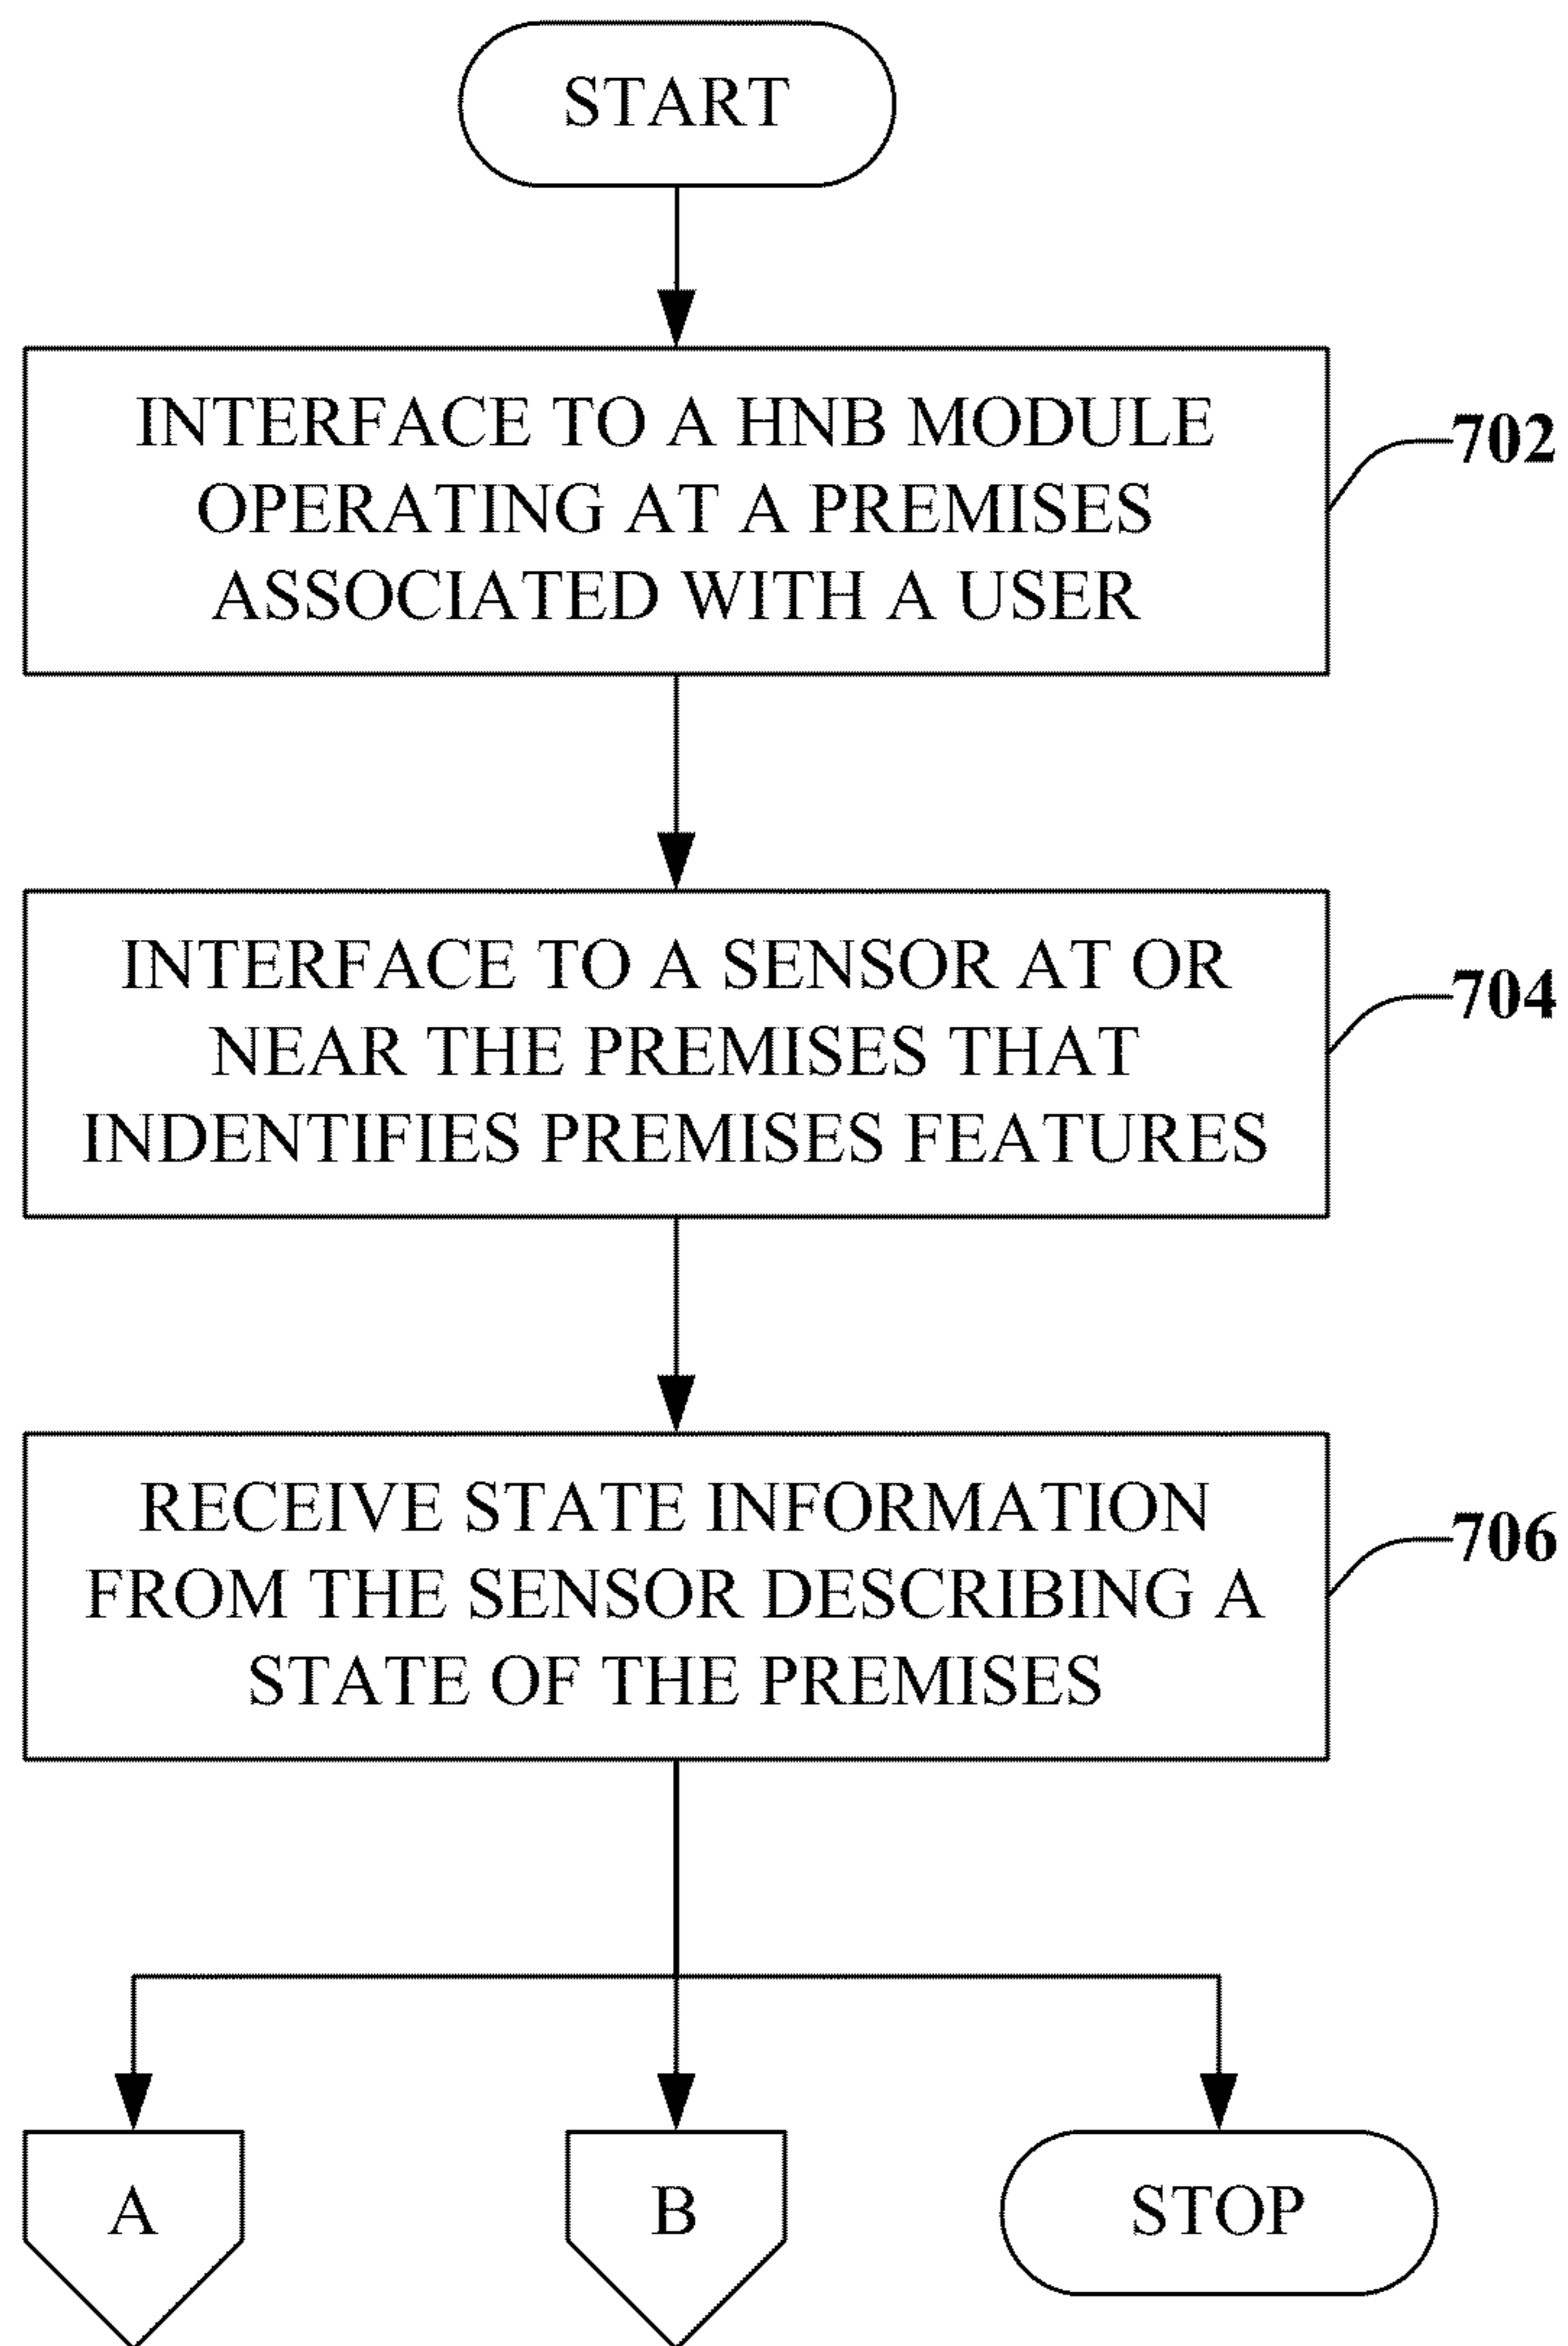 START
INTERFACE TO A HNB MODULE
OPERATING AT A PREMISES
ASSOCIATED WITH A USER
702
INTERFACE TO A SENSOR AT OR
NEAR THE PREMISES THAT
INDENTIFIES PREMISES FEATURES
704
RECEIVE STATE INFORMATION
FROM THE SENSOR DESCRIBING A
STATE OF THE PREMISES
706
A
B
STOP